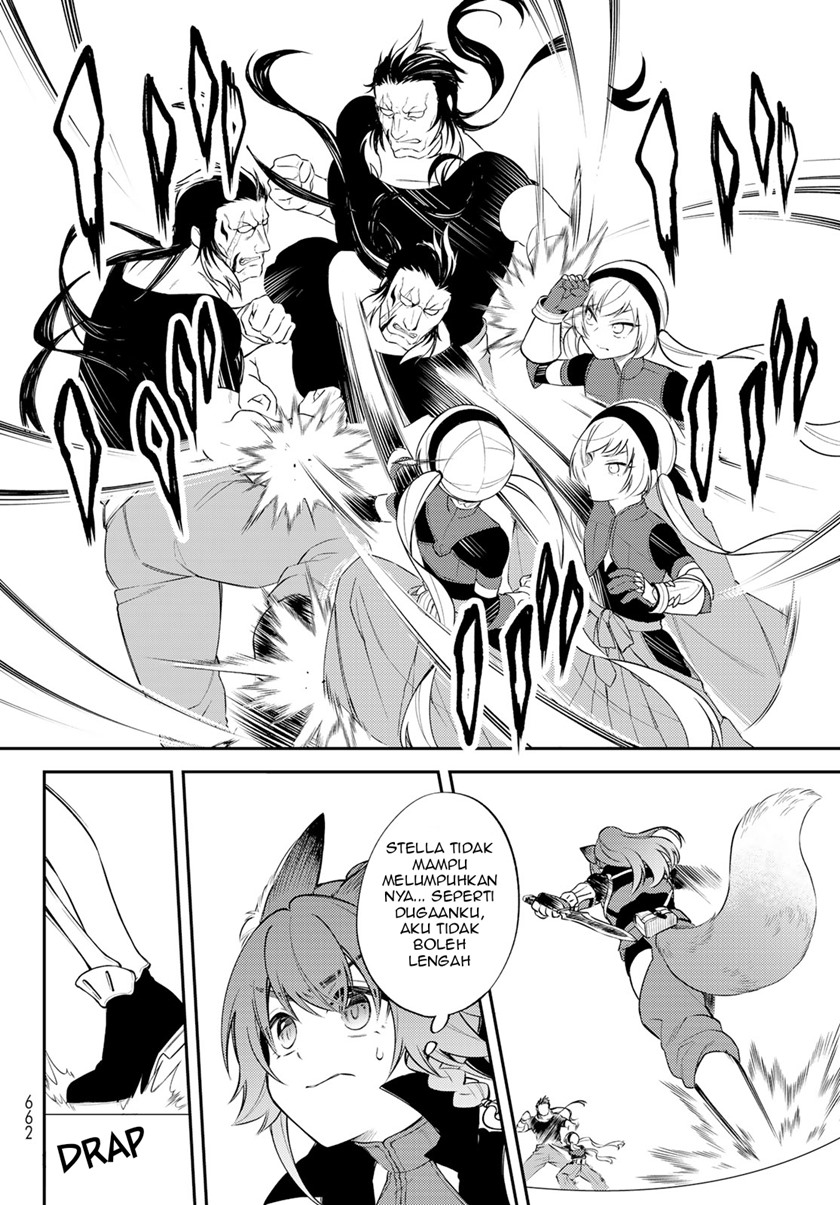 STELLA TIDAK
MAMPU
MELUMPUHKAN
NYA... SEPERTI
DUGAANKU,
AKU TIDAK
BOLEH
LENGAH
DRAP
662